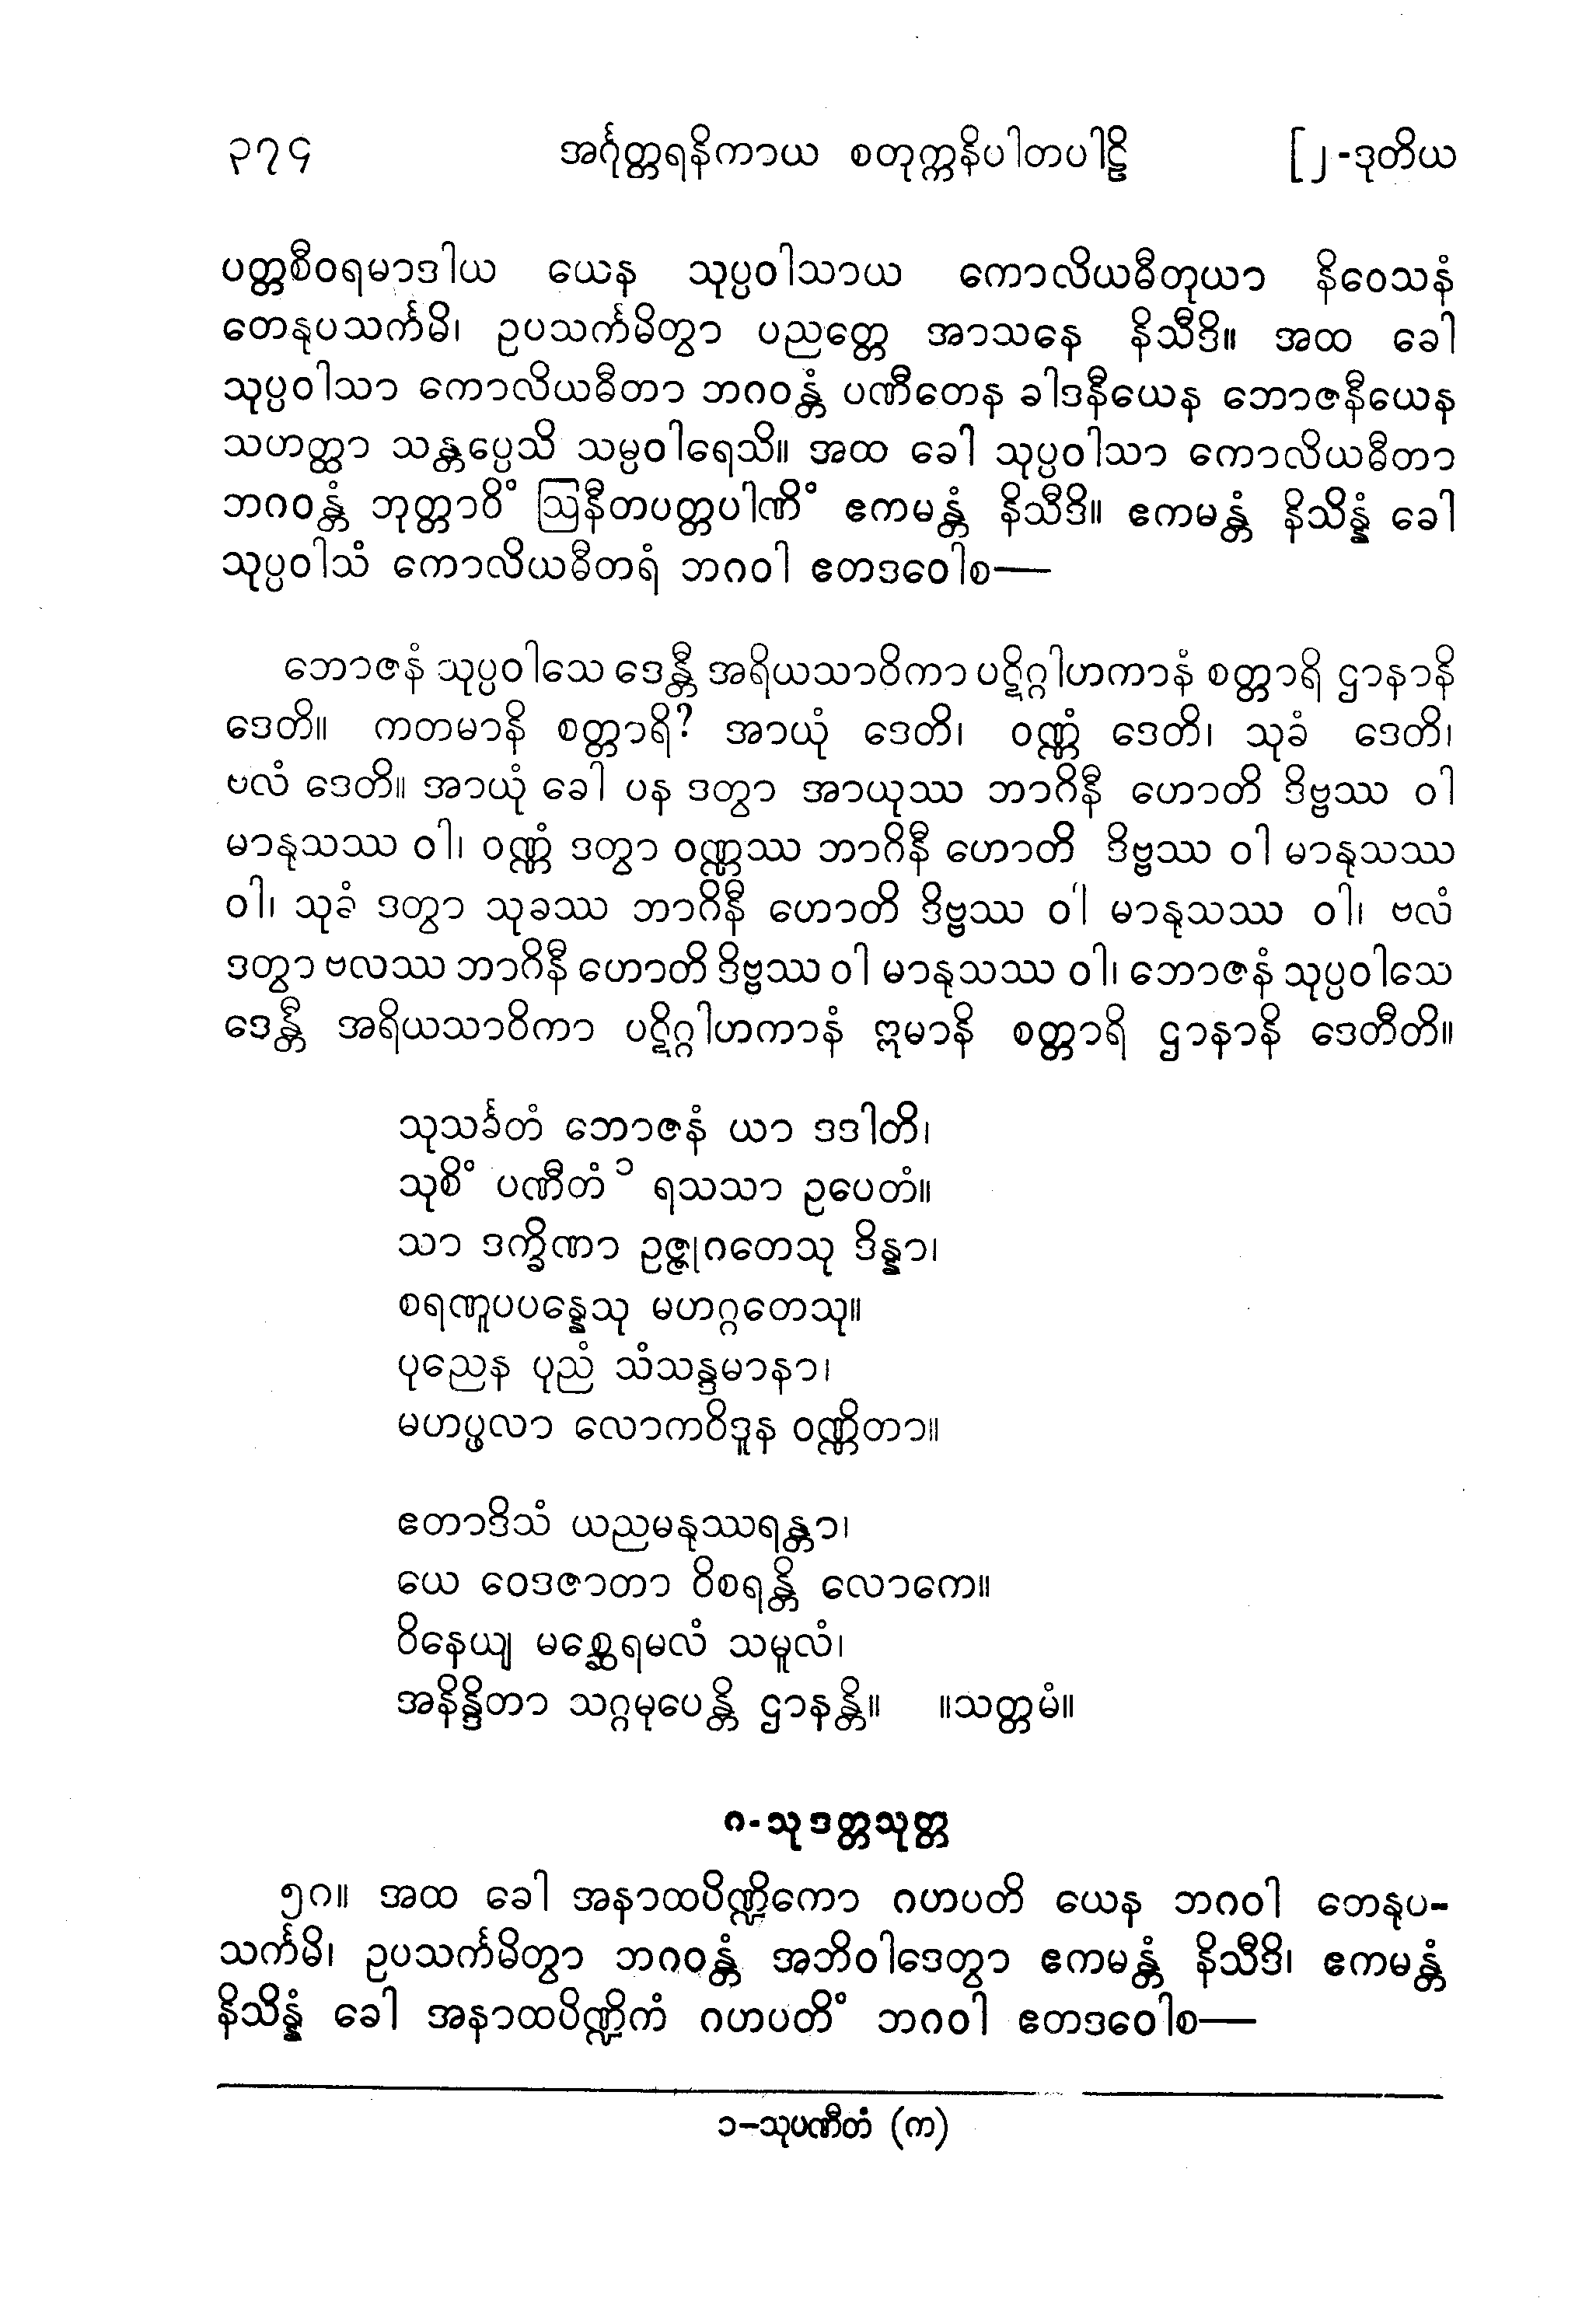 ၃၇၄ အင်္ဂုတ္တရနိကာယ စတုက္ကနိပါတပါဠိ [၂-ဒုတိယ
ပတ္တစီဝရမာဒါယ ယေန သုပ္ပဝါသာယ ကောလိယဓီတုယာ နိဝေသနံ
တေနုပသင်္ကမိ၊ ဥပသင်္ကမိတွာ ပညတ္တေ အာသနေ နိသီဒိ။ အထ ခေါ
သုပ္ပဝါသာ ကောလိယဓီတာ ဘဂဝန္တံ ပဏီတေန ခါဒနီယေန ဘောဇနီယေန
သဟတ္ထာ သန္တပ္ပေသိ သမ္ပဝါရေသိ။ အထ ခေါ သုပ္ပဝါသာ ကောလိယဓီတာ
ဘဂဝန္တံ ဘုတ္တာဝိံ ဩနီတပတ္တပါဏိံ ဧကမန္တံ နိသီဒိ။ ဧကမန္တံ နိသိန္နံ ခေါ
သုပ္ပဝါသံ ကောလိယဓီတရံ ဘဂဝါ ဧတဒဝေါစ—
ဘောဇနံ သုပ္ပဝါသေ ဒေန္တီ အရိယသာဝိကာ ပဋိဂ္ဂါဟကာနံ စတ္တာရိ ဌာနာနိ
ဒေတိ။ ကတမာနိ စတ္တာရိ? အာယုံ ဒေတိ၊ ဝဏ္ဏံ ဒေတိ၊ သုခံ ဒေတိ၊
ဗလံ ဒေတိ။ အာယုံ ခေါ ပန ဒတွာ အာယုဿ ဘာဂိနီ ဟောတိ ဒိဗ္ဗဿ ဝါ
မာနုသဿ ဝါ၊ ဝဏ္ဏံ ဒတွာ ဝဏ္ဏဿ ဘာဂိနီ ဟောတိ ဒိဗ္ဗဿ ဝါ မာနုသဿ
ဝါ၊ သုခံ ဒတွာ သုခဿ ဘာဂိနီ ဟောတိ ဒိဗ္ဗဿ ဝါ မာနုသဿ ဝါ၊ ဗလံ
ဒတွာ ဗလဿ ဘာဂိနီ ဟောတိ ဒိဗ္ဗဿ ဝါ မာနုသဿ ဝါ၊ ဘောဇနံ သုပ္ပဝါသေ
ဒေန္တီ အရိယသာဝိကာ ပဋိဂ္ဂါဟကာနံ ဣမာနိ စတ္တာရိ ဌာနာနိ ဒေတီတိ။
သုသင်္ခတံ ဘောဇနံ ယာ ဒဒါတိ၊
သုစိံ ပဏီတံ ၁ ရသသာ ဥပေတံ။
သာ ဒက္ခိဏာ ဥဇ္ဇုဂတေသု ဒိန္နာ၊
စရဏူပပန္နေသု မဟဂ္ဂတေသု။
ပုညေန ပုညံ သံသန္ဒမာနာ၊
မဟပ္ဖလာ လောကဝိဒူန ဝဏ္ဏိတာ။
ဧတာဒိသံ ယညမနုဿရန္တာ၊
ယေ ဝေဒဇာတာ ဝိစရန္တိ လောကေ။
ဝိနေယျ မစ္ဆေရမလံ သမူလံ၊
အနိန္ဒိတာ သဂ္ဂမုပေန္တိ ဌာနန္တိ။ ။သတ္တမံ။
၈-သုဒတ္တသုတ္တ
၅၈။ အထ ခေါ အနာထပိဏ္ဍိကော ဂဟပတိ ယေန ဘဂဝါ တေနုပ-
သင်္ကမိ၊ ဥပသင်္ကမိတွာ ဘဂဝန္တံ အဘိဝါဒေတွာ ဧကမန္တံ နိသီဒိ၊ ဧကမန္တံ
နိသိန္နံ ခေါ အနာထပိဏ္ဍိကံ ဂဟပတိံ ဘဂဝါ ဧတဒဝေါစ—
၁-သုပဏီတံ (က)